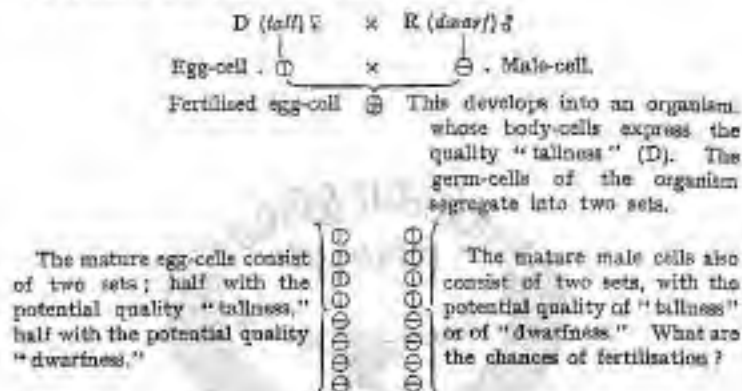 D (tall) ♀ × R (dwarf) ♂
Egg-cell . ⦶ × ⊖ . Male-cell.
Fertilised egg-cell ⊕ This develops into an organism
whose body-cells express the
quality "tallness" (D). The
germ-cells of the organism
segregate into two sets.
The mature egg-cells consist
of two sets; half with the
potential quality "tallness,"
half with the potential quality
"dwarfness."
The mature male cells also
consist of two sets, with the
potential quality of "tallness"
or of "dwarfness." What are
the chances of fertilisation?